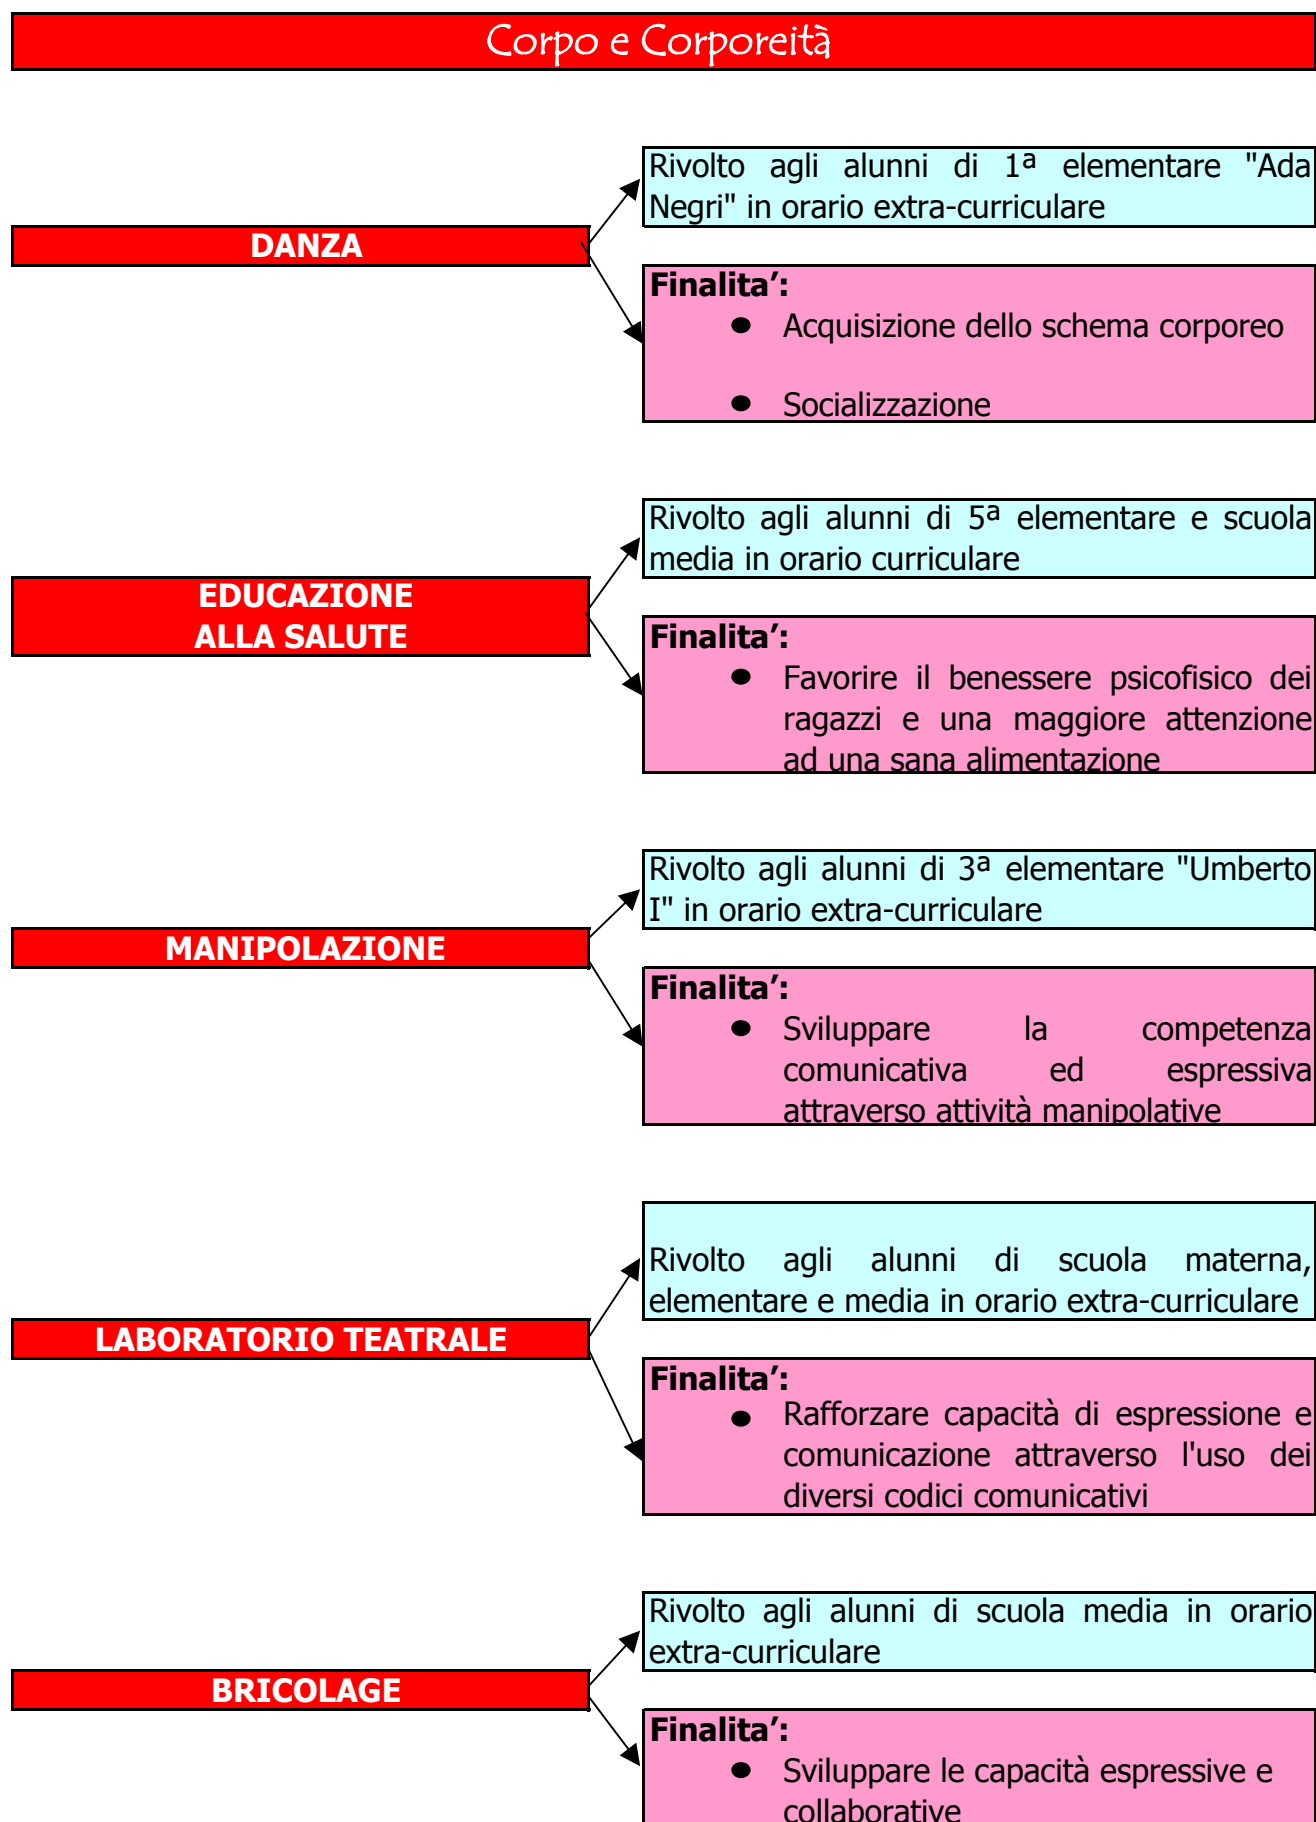 Corpo e Corporeità
Rivolto agli alunni di 1ª elementare "Ada
Negri" in orario extra-curriculare
DANZA
Finalita’:
● Acquisizione dello schema corporeo
● Socializzazione
Rivolto agli alunni di 5ª elementare e scuola
media in orario curriculare
EDUCAZIONE
ALLA SALUTE
Finalita’:
● Favorire il benessere psicofisico dei
ragazzi e una maggiore attenzione
ad una sana alimentazione
Rivolto agli alunni di 3ª elementare "Umberto
I" in orario extra-curriculare
MANIPOLAZIONE
Finalita’:
● Sviluppare la competenza
comunicativa ed espressiva
attraverso attività manipolative
Rivolto agli alunni di scuola materna,
elementare e media in orario extra-curriculare
LABORATORIO TEATRALE
Finalita’:
● Rafforzare capacità di espressione e
comunicazione attraverso l'uso dei
diversi codici comunicativi
Rivolto agli alunni di scuola media in orario
extra-curriculare
BRICOLAGE
Finalita’:
● Sviluppare le capacità espressive e
collaborative